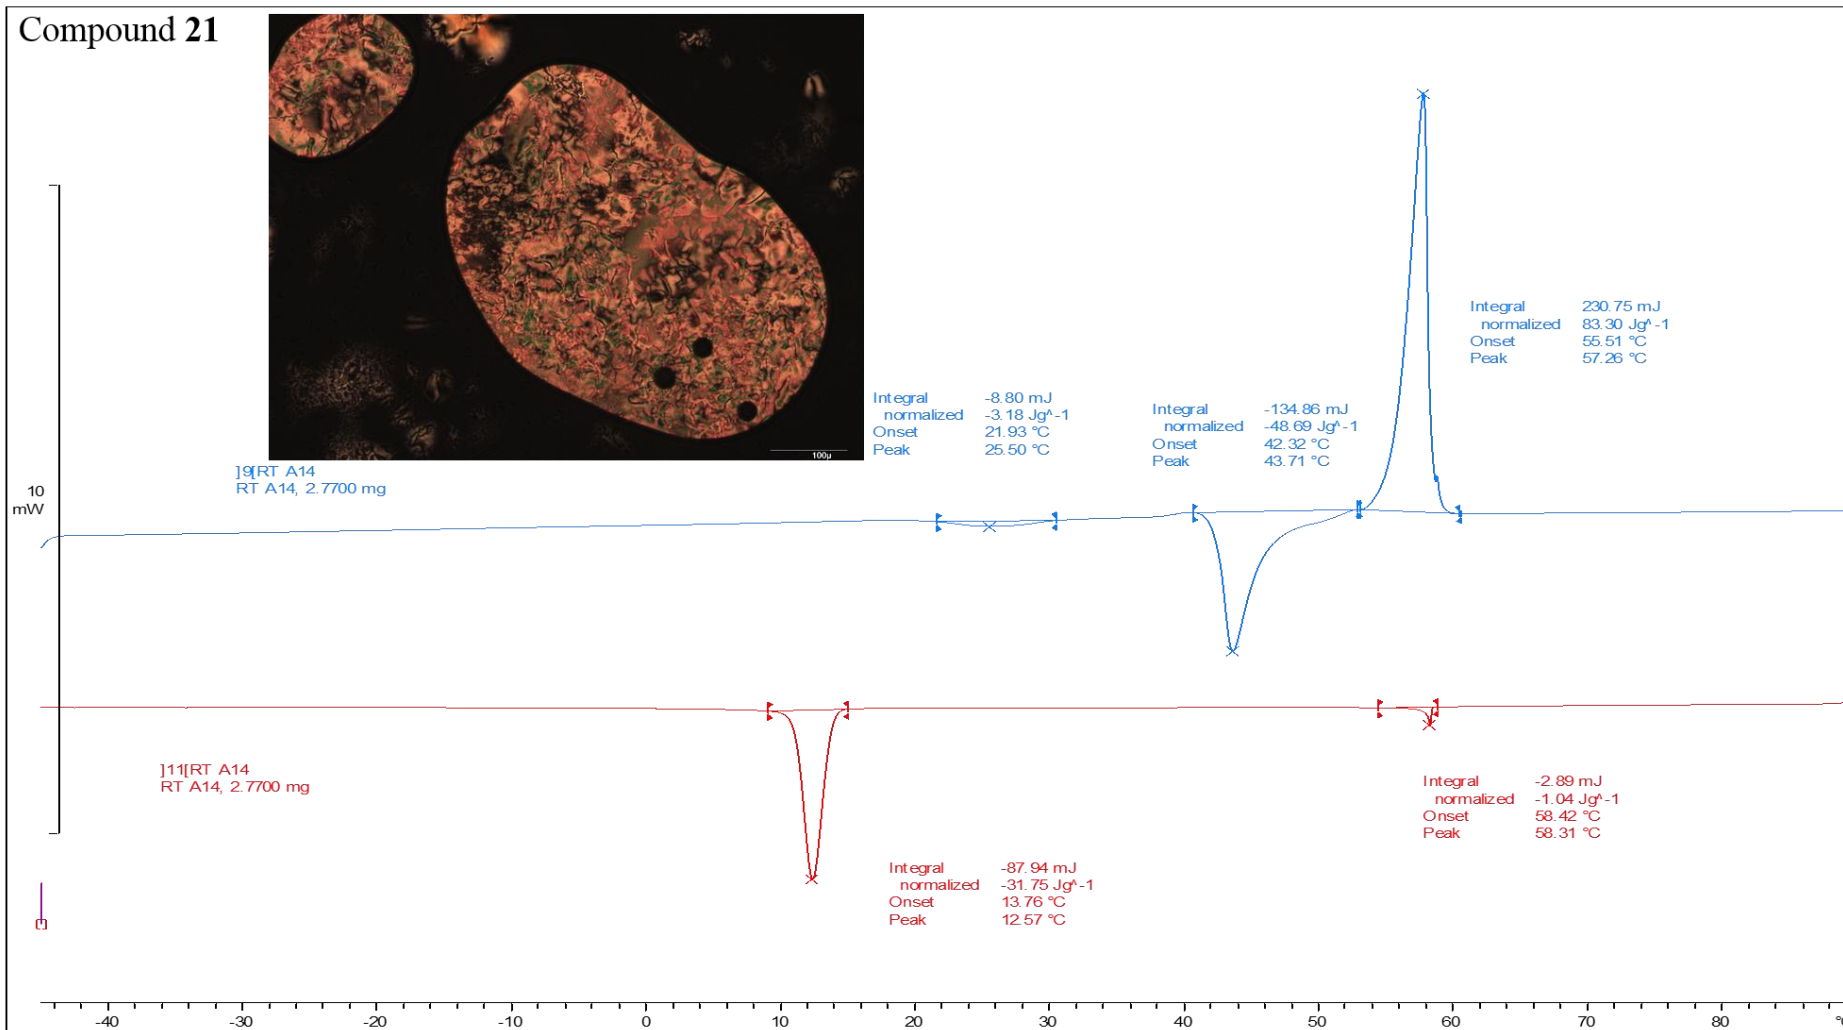 Compound 21
100µ
Integral -8.80 mJ
normalized -3.18 Jg^-1
Onset 21.93 °C
Peak 25.50 °C
Integral -134.86 mJ
normalized -48.69 Jg^-1
Onset 42.32 °C
Peak 43.71 °C
Integral 230.75 mJ
normalized 83.30 Jg^-1
Onset 55.51 °C
Peak 57.26 °C
]9[RT A14
RT A14, 2.7700 mg
10
mW
]11[RT A14
RT A14, 2.7700 mg
Integral -87.94 mJ
normalized -31.75 Jg^-1
Onset 13.76 °C
Peak 12.57 °C
Integral -2.89 mJ
normalized -1.04 Jg^-1
Onset 58.42 °C
Peak 58.31 °C
-40 -30 -20 -10 0 10 20 30 40 50 60 70 80